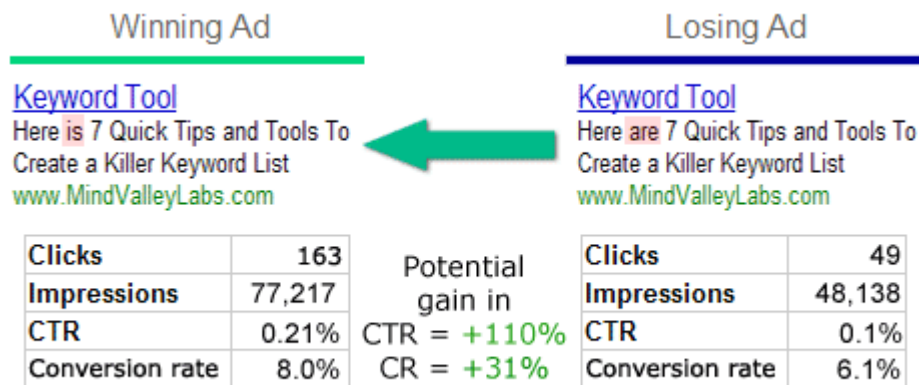 Winning Ad
Keyword Tool
Here is 7 Quick Tips and Tools To
Create a Killer Keyword List
www.MindValleyLabs.com
Clicks 163
Impressions 77,217
CTR 0.21%
Conversion rate 8.0%
Potential
gain in
CTR = +110%
CR = +31%
Losing Ad
Keyword Tool
Here are 7 Quick Tips and Tools To
Create a Killer Keyword List
www.MindValleyLabs.com
Clicks 49
Impressions 48,138
CTR 0.1%
Conversion rate 6.1%